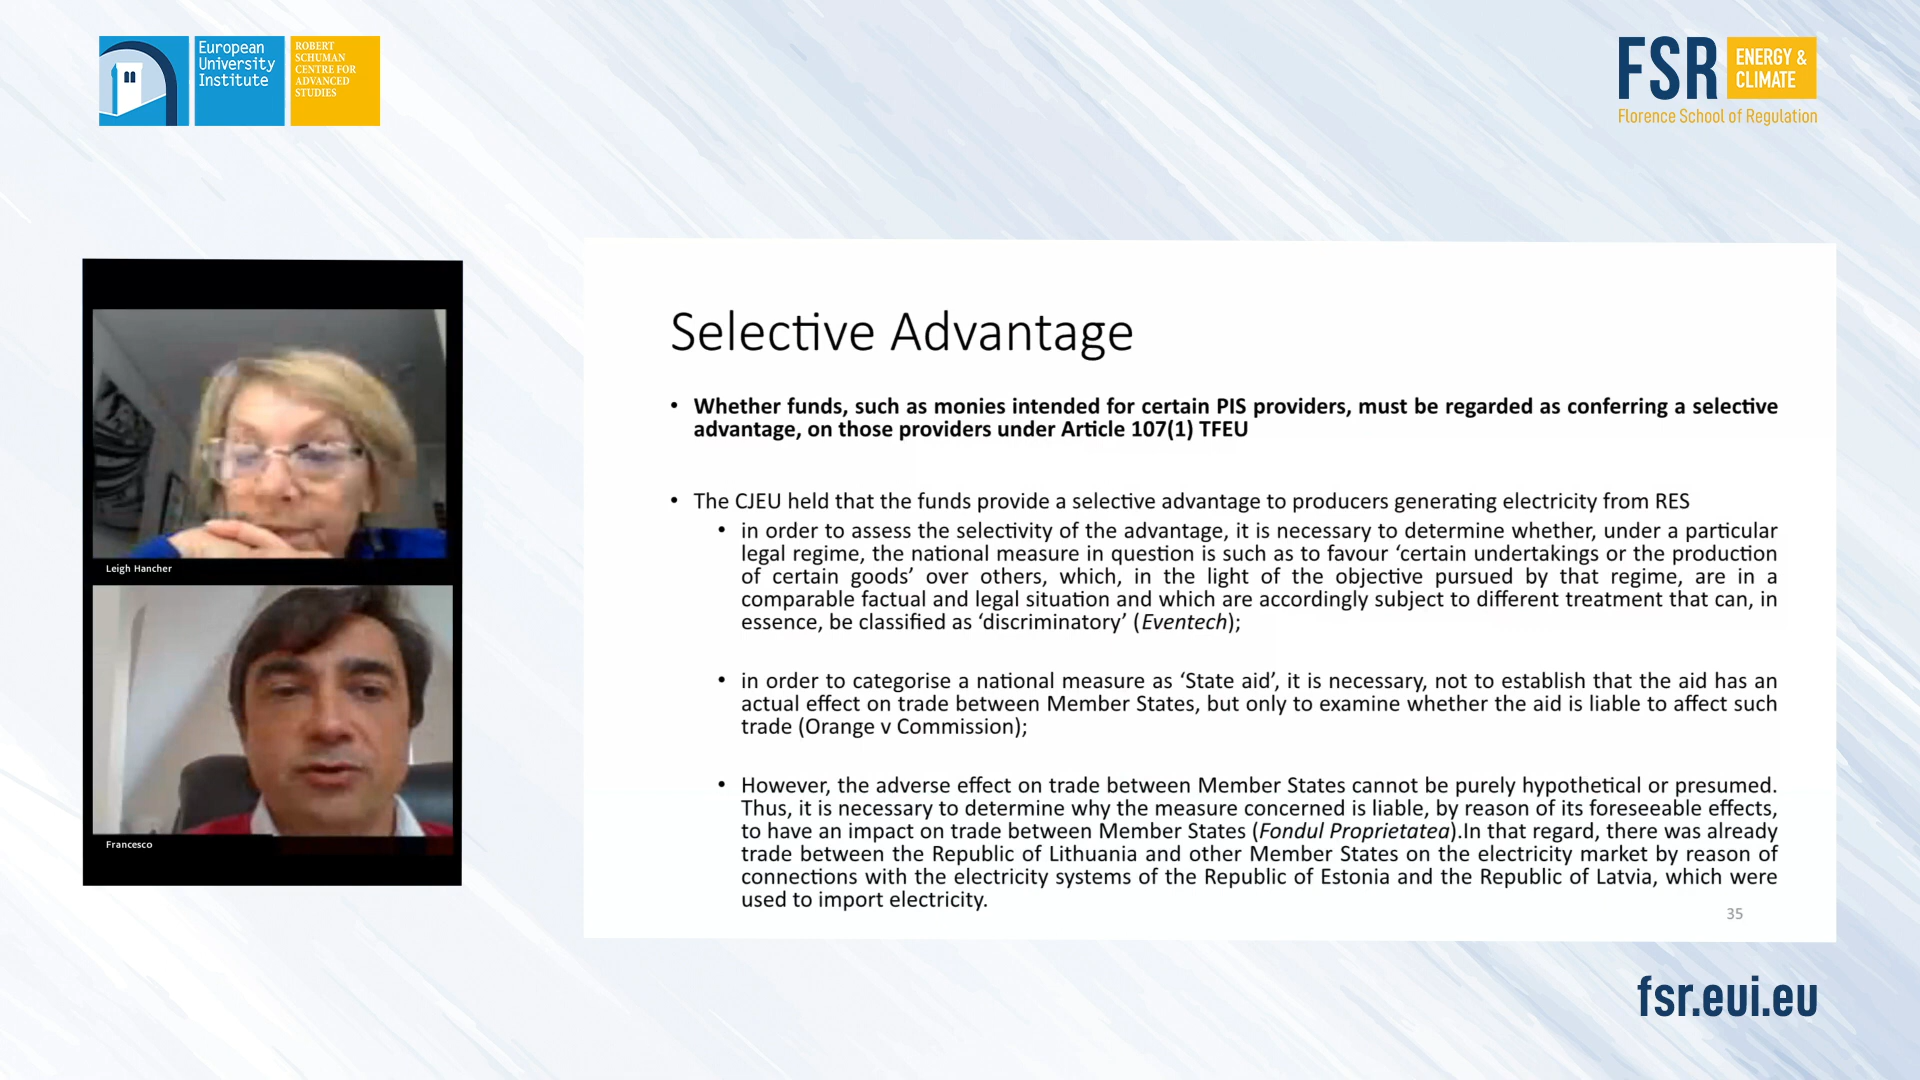 European
University
Institute
ROBERT
SCHUMAN
CENTRE FOR
ADVANCED
STUDIES
FSR
ENERGY &
CLIMATE
Florence School of Regulation
Leigh Hancher
Francesco
Selective Advantage
• Whether funds, such as monies intended for certain PIS providers, must be regarded as conferring a selective
advantage, on those providers under Article 107(1) TFEU
• The CJEU held that the funds provide a selective advantage to producers generating electricity from RES
• in order to assess the selectivity of the advantage, it is necessary to determine whether, under a particular
legal regime, the national measure in question is such as to favour ‘certain undertakings or the production
of certain goods’ over others, which, in the light of the objective pursued by that regime, are in a
comparable factual and legal situation and which are accordingly subject to different treatment that can, in
essence, be classified as ‘discriminatory’ (Eventech);
• in order to categorise a national measure as ‘State aid’, it is necessary, not to establish that the aid has an
actual effect on trade between Member States, but only to examine whether the aid is liable to affect such
trade (Orange v Commission);
• However, the adverse effect on trade between Member States cannot be purely hypothetical or presumed.
Thus, it is necessary to determine why the measure concerned is liable, by reason of its foreseeable effects,
to have an impact on trade between Member States (Fondul Proprietatea).In that regard, there was already
trade between the Republic of Lithuania and other Member States on the electricity market by reason of
connections with the electricity systems of the Republic of Estonia and the Republic of Latvia, which were
used to import electricity.
35
fsr.eui.eu